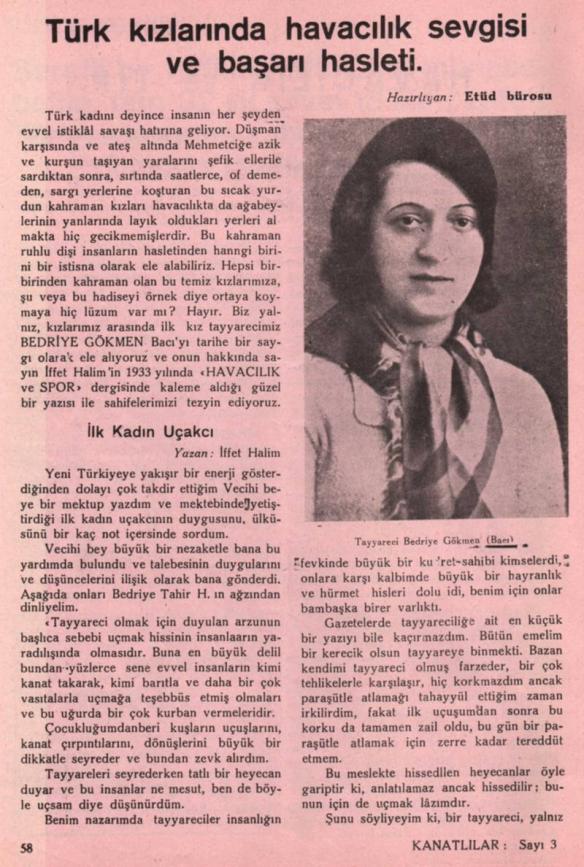 Türk kızlarında havacılık sevgisi
ve başarı hasleti.
Hazırlıyan: Etüd bürosu
Türk kadını deyince insanın her şeyden
evvel istiklâl savaşı hatırına geliyor. Düşman
karşısında ve ateş altında Mehmetciğe azik
ve kurşun taşıyan yaralarını şefik ellerile
sardıktan sonra, sırtında saatlerce, of deme-
den, sargı yerlerine koşturan bu sıcak yur-
dun kahraman kızları havacılıkta da ağabey-
lerinin yanlarında layık oldukları yerleri al
makta hiç gecikmemişlerdir. Bu kahraman
ruhlu dişi insanların hasletinden hanngi biri-
ni bir istisna olarak ele alabiliriz. Hepsi bir-
birinden kahraman olan bu temiz kızlarımıza,
şu veya bu hadiseyi örnek diye ortaya koy-
maya hiç lüzum var mı? Hayır. Biz yal-
nız, kızlarımız arasında ilk kız tayyarecimiz
BEDRİYE GÖKMEN Bacı'yı tarihe bir say-
gı olarak ele alıyoruz ve onun hakkında sa-
yın İffet Halim'in 1933 yılında «HAVACILIK
ve SPOR» dergisinde kaleme aldığı güzel
bir yazısı ile sahifelerimizi tezyin ediyoruz.
İlk Kadın Uçakcı
Yazan: İffet Halim
Yeni Türkiyeye yakışır bir enerji göster-
diğinden dolayı çok takdir ettiğim Vecihi be-
ye bir mektup yazdım ve mektebinde yetiş-
tirdiği ilk kadın uçakcının duygusunu, ülkü-
sünü bir kaç not içersinde sordum.
Vecihi bey büyük bir nezaketle bana bu
yardımda bulundu ve talebesinin duygularını
ve düşüncelerini ilişik olarak bana gönderdi.
Aşağıda onları Bedriye Tahir H. ın ağzından
dinliyelim.
«Tayyareci olmak için duyulan arzunun
başlıca sebebi uçmak hissinin insanlaarın ya-
radılışında olmasıdır. Buna en büyük delil
bundan yüzlerce sene evvel insanların kimi
kanat takarak, kimi barıtla ve daha bir çok
vasıtalarla uçmağa teşebbüs etmiş olmaları
ve bu uğurda bir çok kurban vermeleridir.
Çocukluğumdanberi kuşların uçuşlarını,
kanat çırpıntılarını, dönüşlerini büyük bir
dikkatle seyreder ve bundan zevk alırdım.
Tayyareleri seyrederken tatlı bir heyecan
duyar ve bu insanlar ne mesut, ben de böy-
le uçsam diye düşünürdüm.
Benim nazarımda tayyareciler insanlığın
Tayyareci Bedriye Gökmen (Bacı)
fevkinde büyük bir kudret sahibi kimselerdi,
onlara karşı kalbimde büyük bir hayranlık
ve hürmet hisleri dolu idi, benim için onlar
bambaşka birer varlıktı.
Gazetelerde tayyareciliğe ait en küçük
bir yazıyı bile kaçırmazdım. Bütün emelim
bir kerecik olsun tayyareye binmekti. Bazan
kendimi tayyareci olmuş farzeder, bir çok
tehlikelerle karşılaşır, hiç korkmazdım ancak
paraşütle atlamağı tahayyül ettiğim zaman
irkilirdim, fakat ilk uçuşumdan sonra bu
korku da tamamen zail oldu, bu gün bir pa-
raşütle atlamak için zerre kadar tereddüt
etmem.
Bu meslekte hissedilen heyecanlar öyle
gariptir ki, anlatılamaz ancak hissedilir; bu-
nun için de uçmak lâzımdır.
Şunu söyliyeyim ki, bir tayyareci, yalnız
58
KANATLILAR: Sayı 3